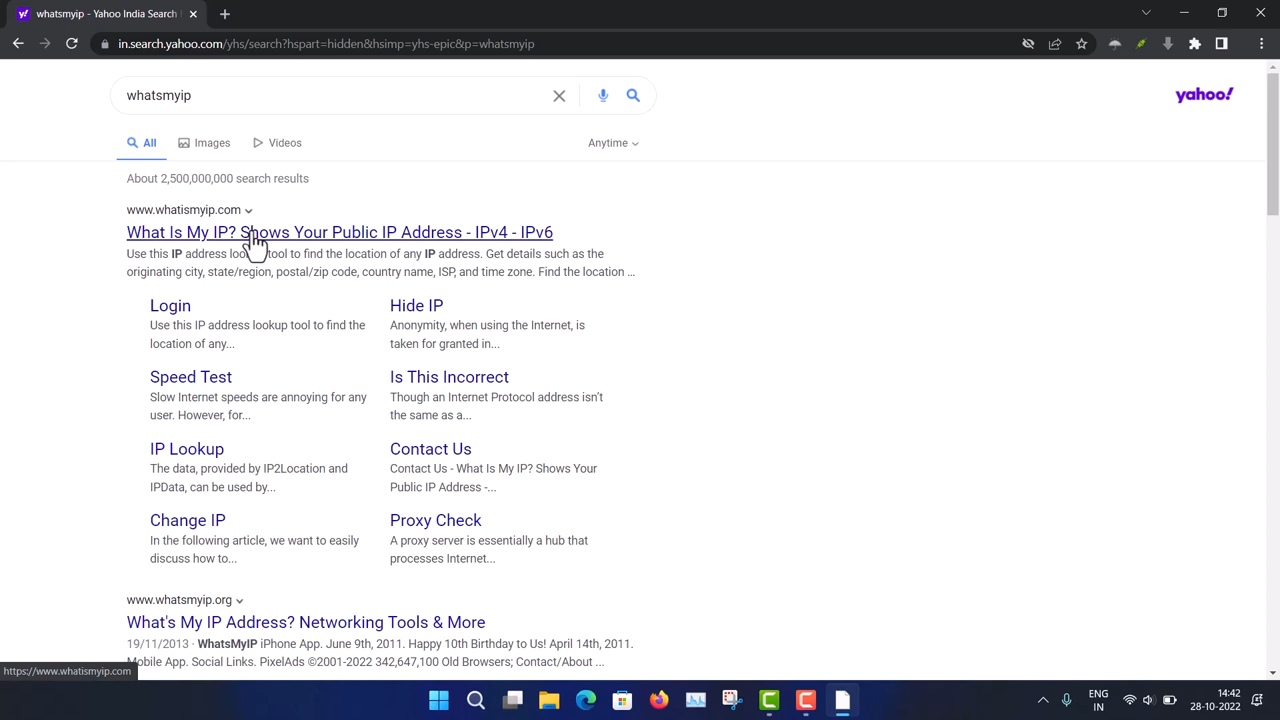 whatsmyip - Yahoo India Search
in.search.yahoo.com/yhs/search?hspart=hidden&hsimp=yhs-epic&p=whatsmyip
whatsmyip
yahoo!
All Images Videos Anytime
About 2,500,000,000 search results
www.whatismyip.com
What Is My IP? Shows Your Public IP Address - IPv4 - IPv6
Use this IP address tool to find the location of any IP address. Get details such as the
originating city, state/region, postal/zip code, country name, ISP, and time zone. Find the location ...
Login
Use this IP address lookup tool to find the
location of any...
Hide IP
Anonymity, when using the Internet, is
taken for granted in...
Speed Test
Slow Internet speeds are annoying for any
user. However, for...
Is This Incorrect
Though an Internet Protocol address isn't
the same as a...
IP Lookup
The data, provided by IP2Location and
IPData, can be used by...
Contact Us
Contact Us - What Is My IP? Shows Your
Public IP Address -...
Change IP
In the following article, we want to easily
discuss how to...
Proxy Check
A proxy server is essentially a hub that
processes Internet...
www.whatsmyip.org
What's My IP Address? Networking Tools & More
19/11/2013 · WhatsMyIP iPhone App. June 9th, 2011. Happy 10th Birthday to Us! April 14th, 2011.
Mobile App. Social Links. PixelAds ©2001-2022 342,647,100 Old Browsers; Contact/About ...
https://www.whatismyip.com
ENG
IN
14:42
28-10-2022